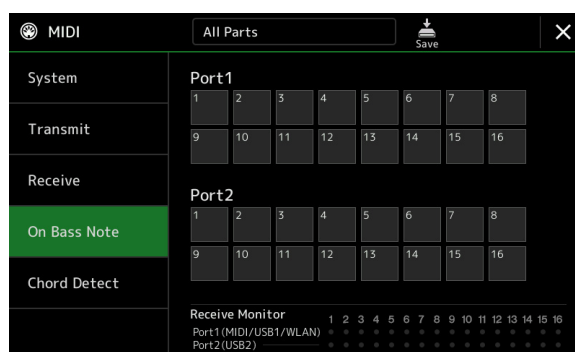 MIDI
All Parts
Save
System
Transmit
Receive
On Bass Note
Chord Detect
Port1
1 2 3 4 5 6 7 8
9 10 11 12 13 14 15 16
Port2
1 2 3 4 5 6 7 8
9 10 11 12 13 14 15 16
Receive Monitor 1 2 3 4 5 6 7 8 9 10 11 12 13 14 15 16
Port1(MIDI/USB1/WLAN)
Port2(USB2)